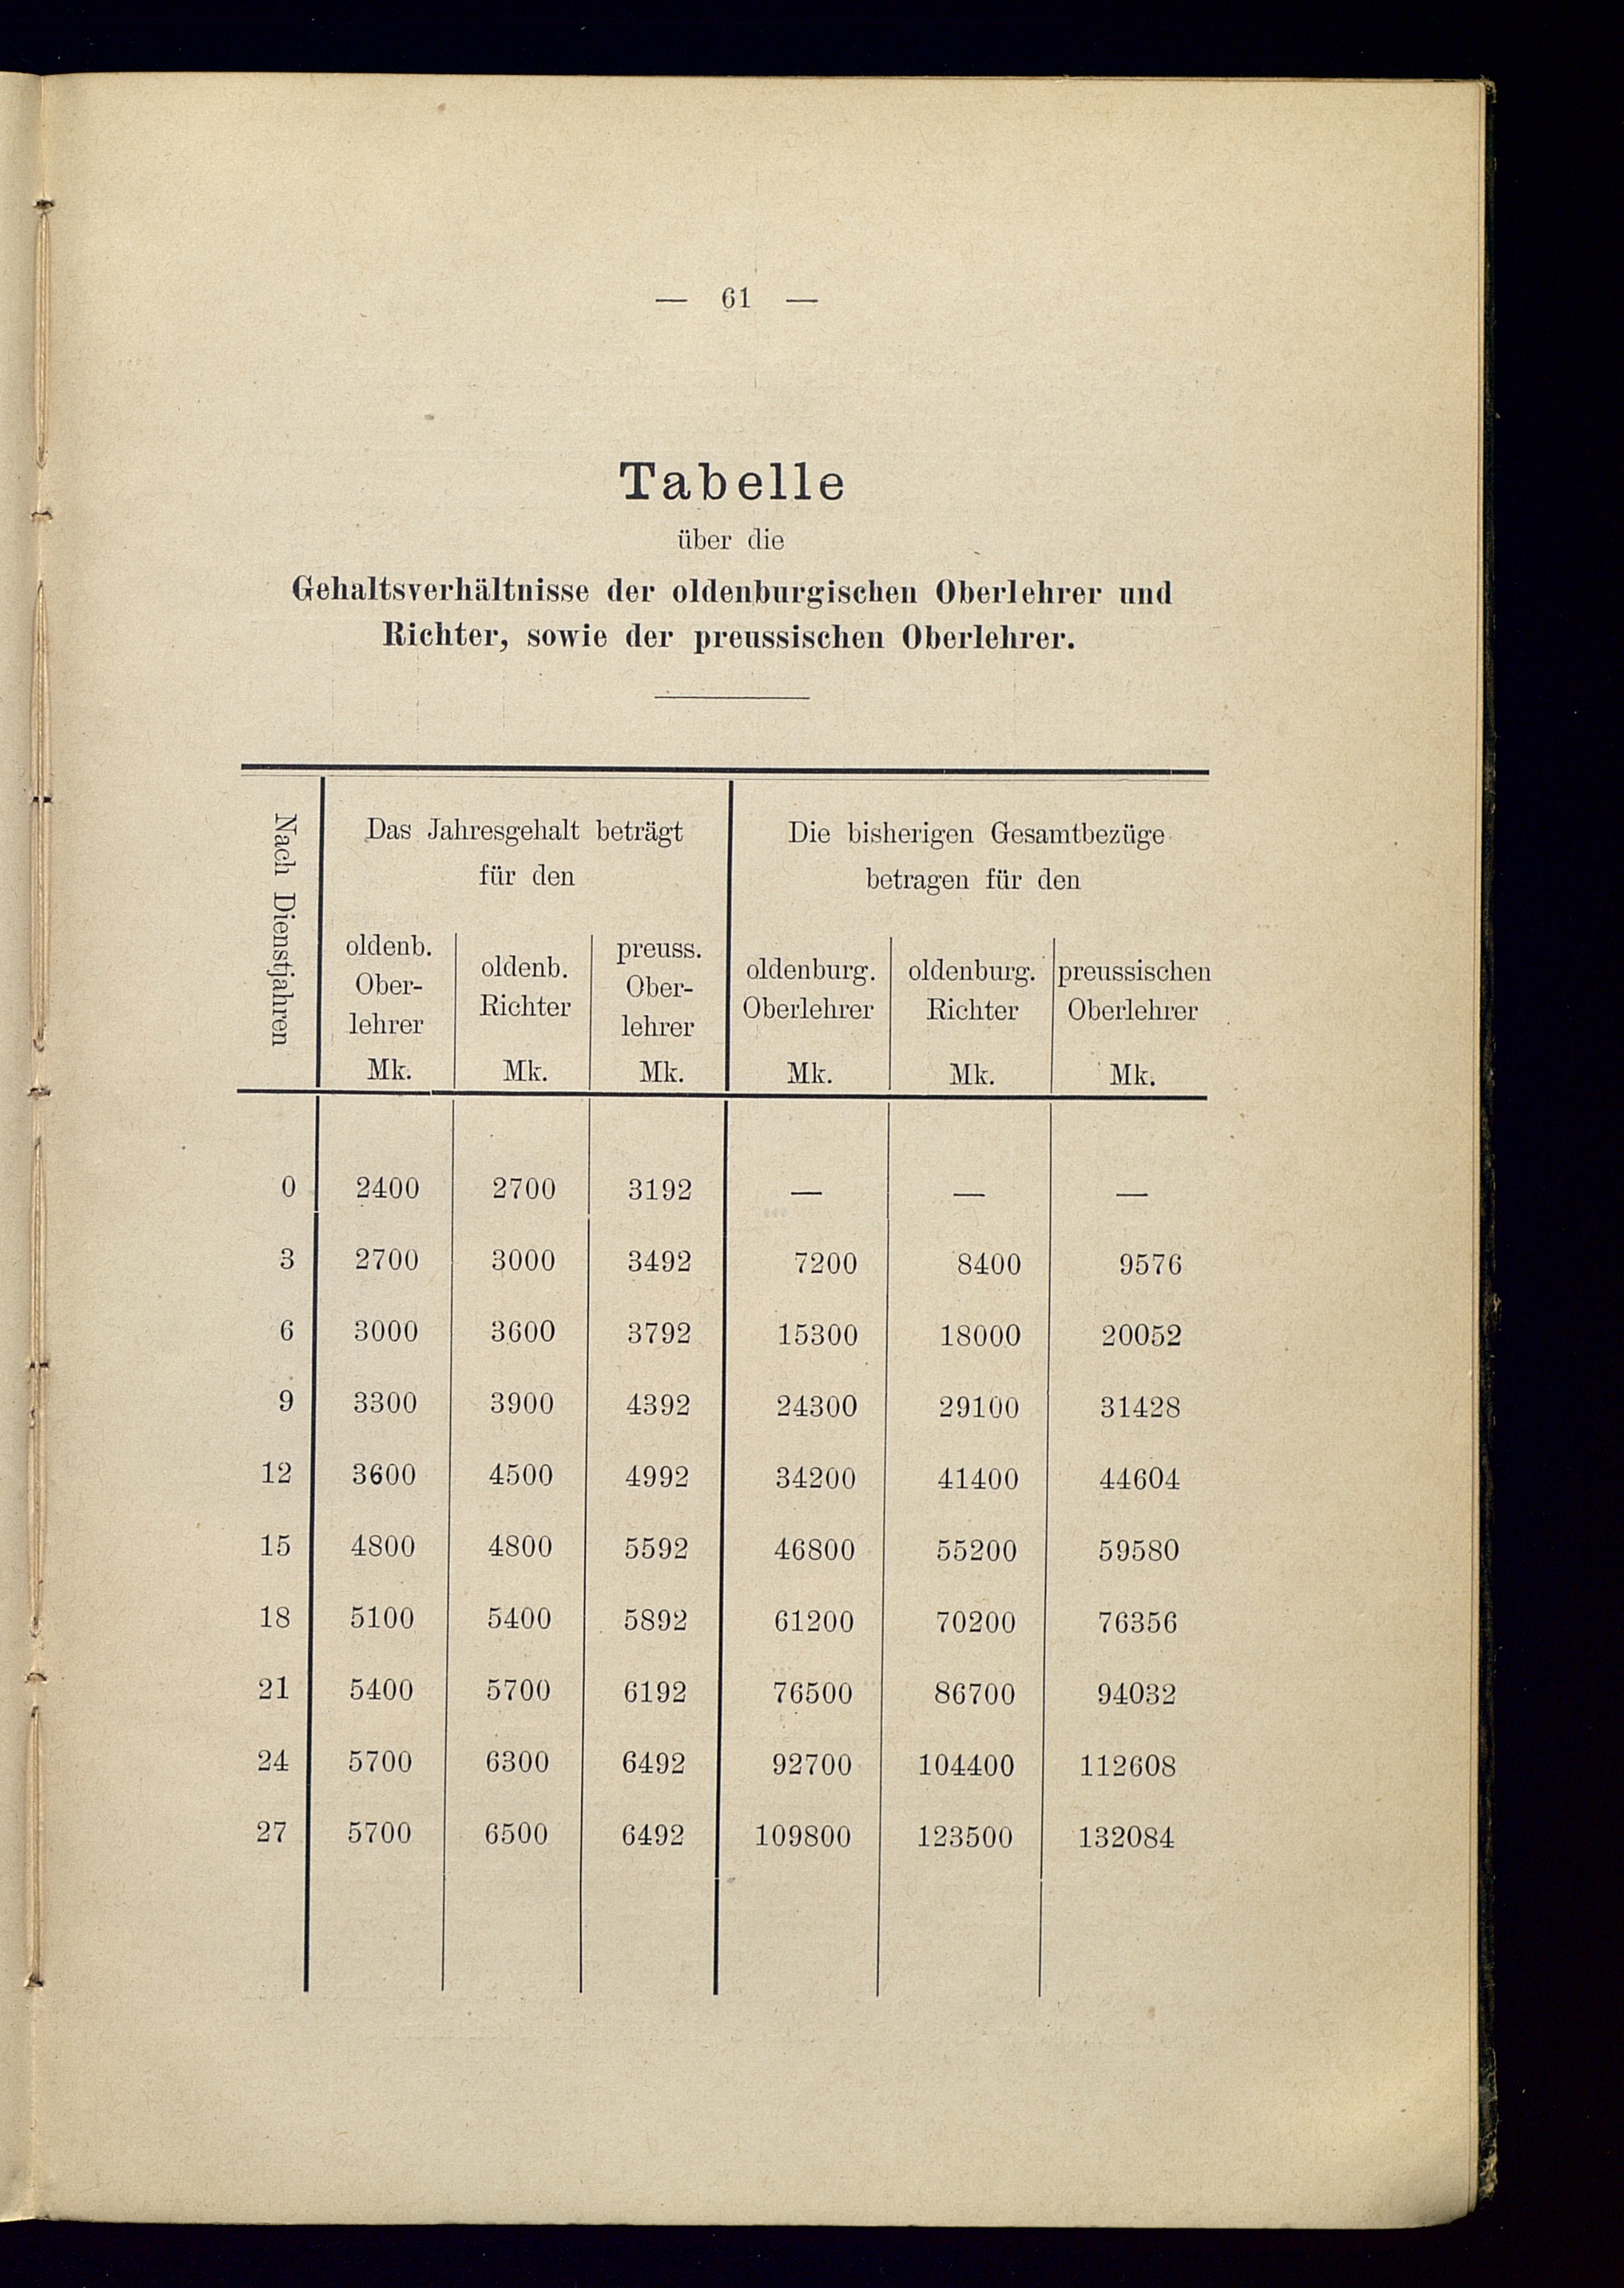 — 61 —
Tabelle
über die
Gehaltsverhältnisse der oldenburgischen Oberlehrer und
Richter, sowie der preussischen Oberlehrer.
Nach Dienstjahren
Das Jahresgehalt beträgt
für den
Die bisherigen Gesamtbezüge
betragen für den
oldenb.
Ober-
lehrer
Mk.
oldenb.
Richter
Mk.
preuss.
Ober-
lehrer
Mk.
oldenburg.
Oberlehrer
Mk.
oldenburg.
Richter
Mk.
preussischen
Oberlehrer
Mk.
0 2400 2700 3192 — — —
3 2700 3000 3492 7200 8400 9576
6 3000 3600 3792 15300 18000 20052
9 3300 3900 4392 24300 29100 31428
12 3600 4500 4992 34200 41400 44604
15 4800 4800 5592 46800 55200 59580
18 5100 5400 5892 61200 70200 76356
21 5400 5700 6192 76500 86700 94032
24 5700 6300 6492 92700 104400 112608
27 5700 6500 6492 109800 123500 132084